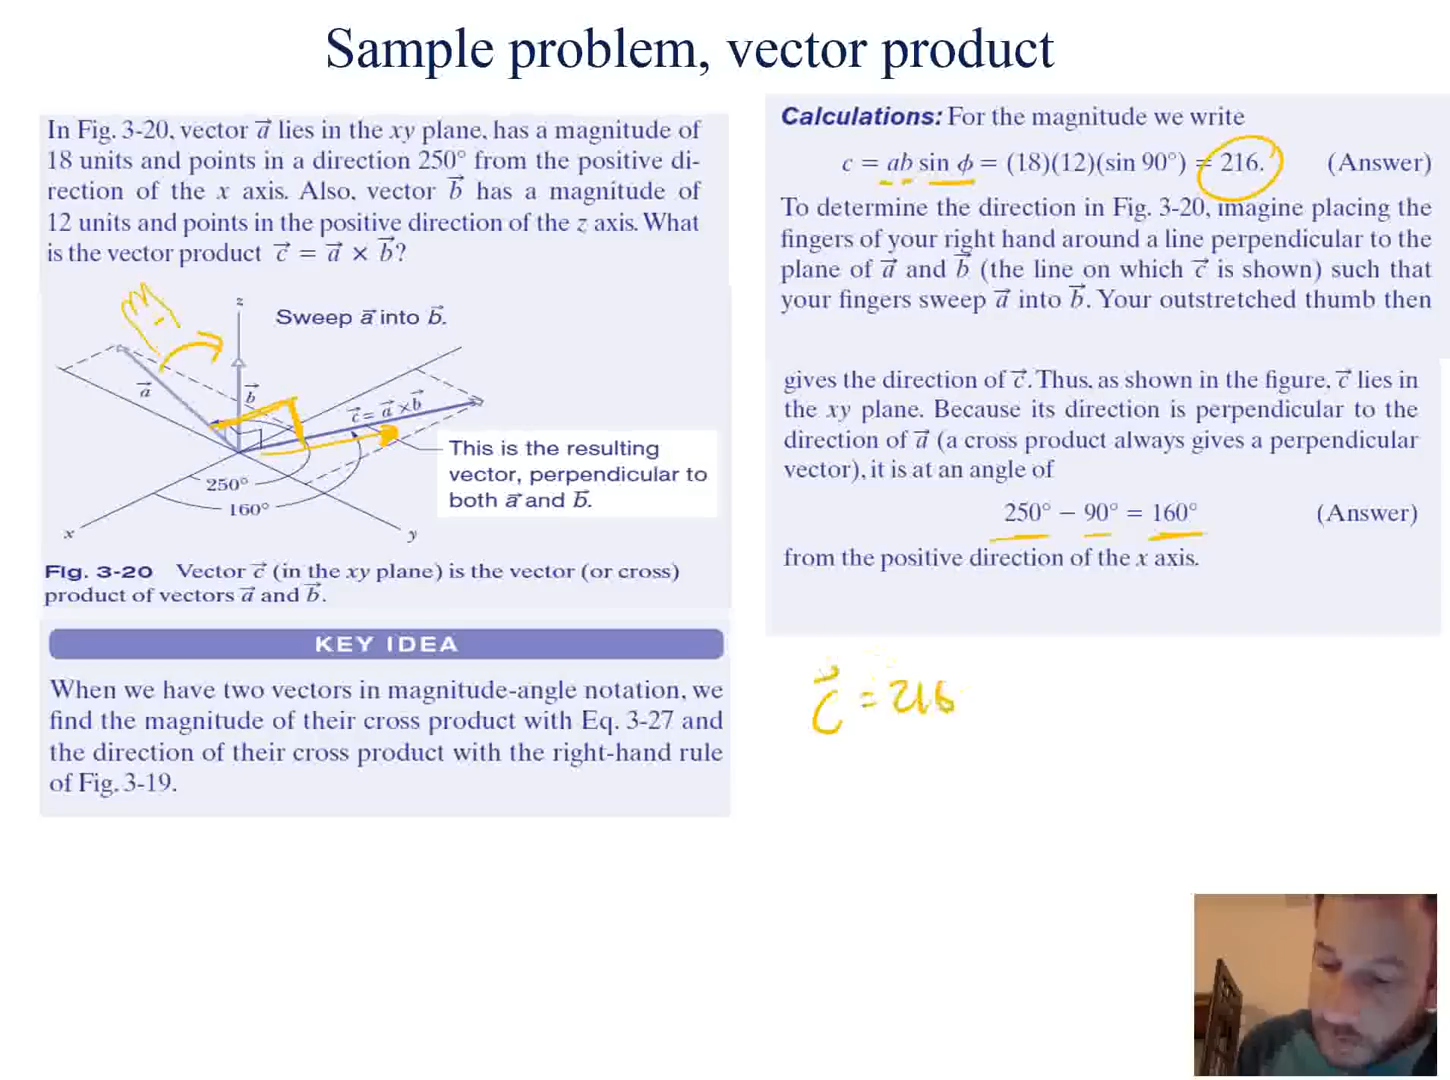 Sample problem, vector product
In Fig. 3-20, vector a⃗ lies in the xy plane, has a magnitude of
18 units and points in a direction 250° from the positive di-
rection of the x axis. Also, vector b⃗ has a magnitude of
12 units and points in the positive direction of the z axis. What
is the vector product c⃗ = a⃗ × b⃗?
z
Sweep a⃗ into b⃗.
a⃗
b⃗
c⃗ = a⃗ × b⃗
This is the resulting
vector, perpendicular to
both a⃗ and b⃗.
250°
160°
x
y
Fig. 3-20 Vector c⃗ (in the xy plane) is the vector (or cross)
product of vectors a⃗ and b⃗.
KEY IDEA
When we have two vectors in magnitude-angle notation, we
find the magnitude of their cross product with Eq. 3-27 and
the direction of their cross product with the right-hand rule
of Fig. 3-19.
Calculations: For the magnitude we write
c = ab sin ϕ = (18)(12)(sin 90°) = 216. (Answer)
To determine the direction in Fig. 3-20, imagine placing the
fingers of your right hand around a line perpendicular to the
plane of a⃗ and b⃗ (the line on which c⃗ is shown) such that
your fingers sweep a⃗ into b⃗. Your outstretched thumb then
gives the direction of c⃗. Thus, as shown in the figure, c⃗ lies in
the xy plane. Because its direction is perpendicular to the
direction of a⃗ (a cross product always gives a perpendicular
vector), it is at an angle of
250° − 90° = 160° (Answer)
from the positive direction of the x axis.
c⃗ = 216